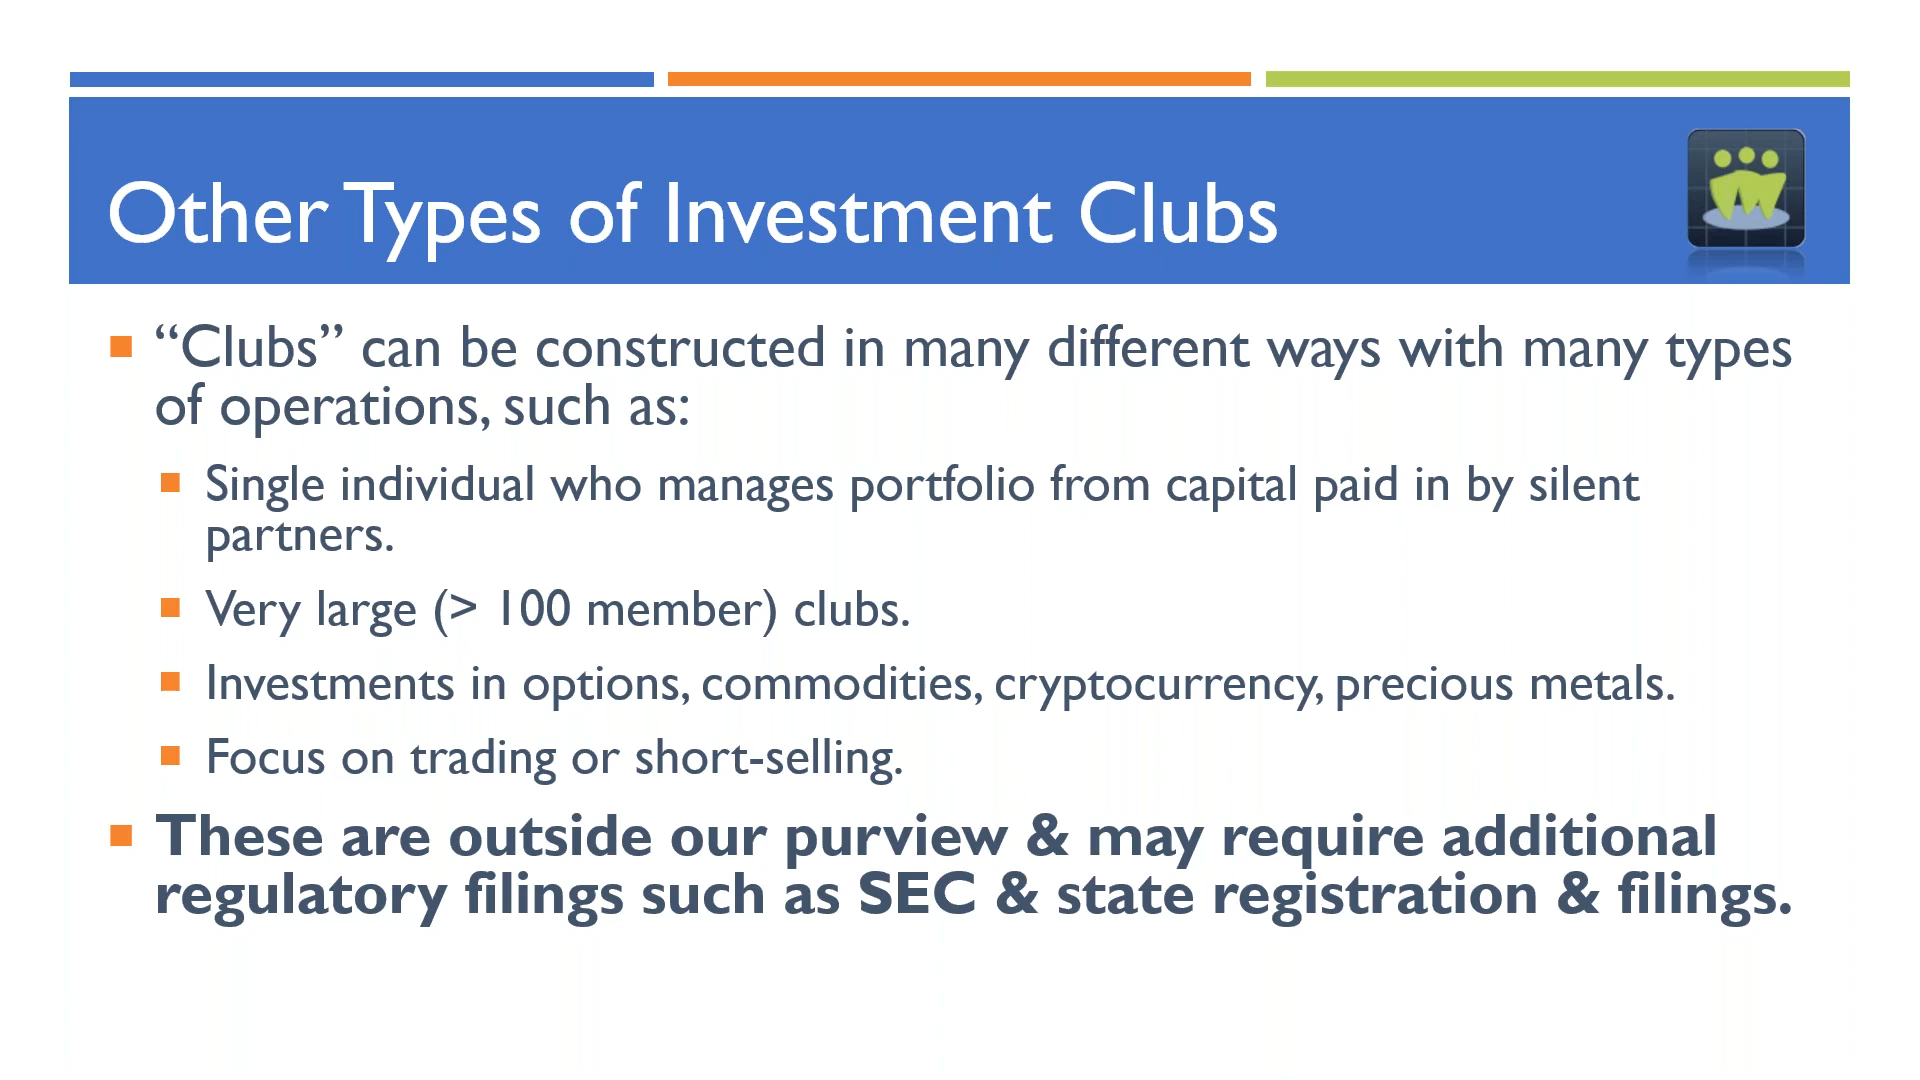 Other Types of Investment Clubs
“Clubs” can be constructed in many different ways with many types
of operations, such as:
Single individual who manages portfolio from capital paid in by silent
partners.
Very large (> 100 member) clubs.
Investments in options, commodities, cryptocurrency, precious metals.
Focus on trading or short-selling.
These are outside our purview & may require additional
regulatory filings such as SEC & state registration & filings.